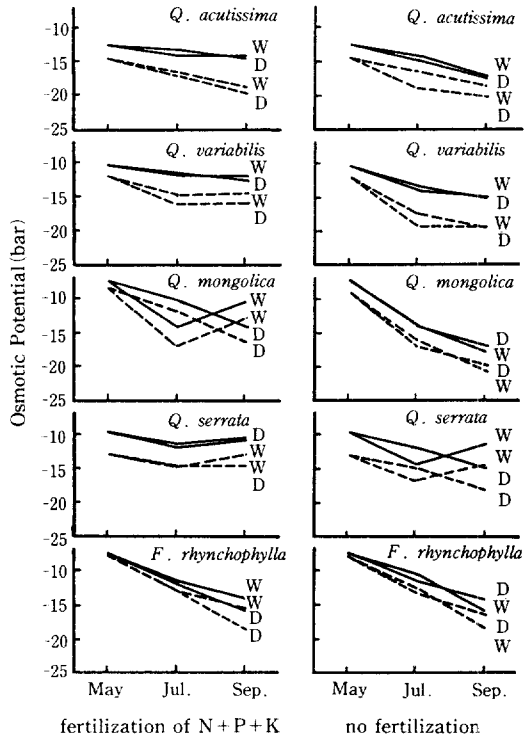 Osmotic Potential (bar)
Q. acutissima
-10
-15
-20
-25
W
D
W
D
Q. acutissima
W
D
W
D
Q. variabilis
-10
-15
-20
-25
W
D
W
D
Q. variabilis
W
D
W
D
Q. mongolica
-10
-15
-20
-25
W
W
D
D
Q. mongolica
D
W
D
W
Q. serrata
-10
-15
-20
-25
D
W
W
D
Q. serrata
W
W
D
D
F. rhynchophylla
-10
-15
-20
W
W
D
D
F. rhynchophylla
D
W
D
W
May Jul. Sep.
May Jul. Sep.
fertilization of N+P+K
no fertilization